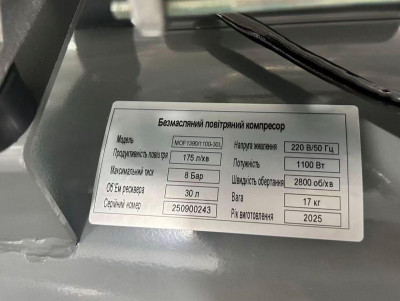 Безмасляний повітряний компресор
Модель MOF1390/1100-30L
Продуктивність повітря 175 л/хв
Максимальний тиск 8 Бар
Об'Ем ресивера 30 л
Серійний номер 250900243
Напруга живлення 220 В/50 Гц
Потужність 1100 Вт
Швидкість обертання 2800 об/хв
Вага 17 кг
Рік виготовлення 2025